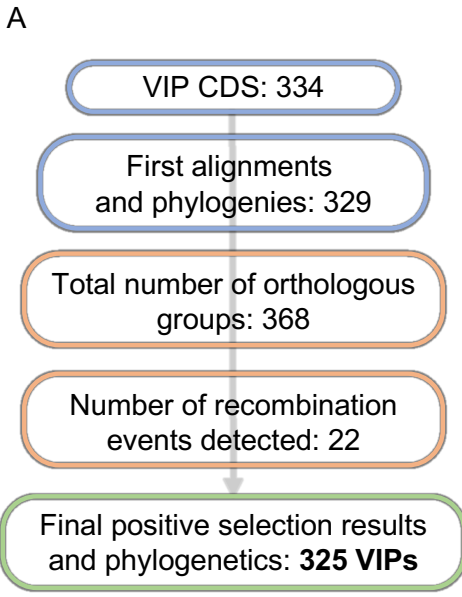 A
VIP CDS: 334
First alignments
and phylogenies: 329
Total number of orthologous
groups: 368
Number of recombination
events detected: 22
Final positive selection results
and phylogenetics: 325 VIPs